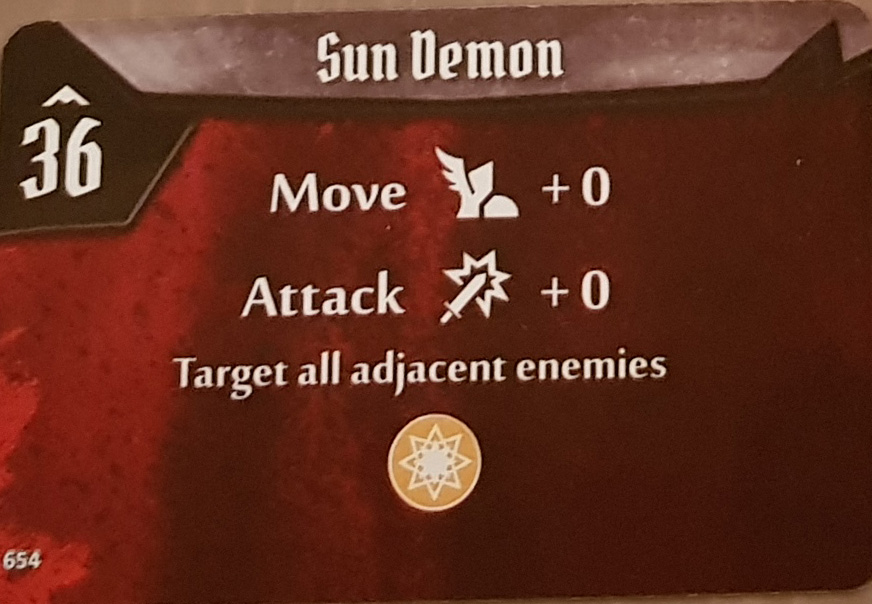 Sun Demon
36
Move +0
Attack +0
Target all adjacent enemies
654